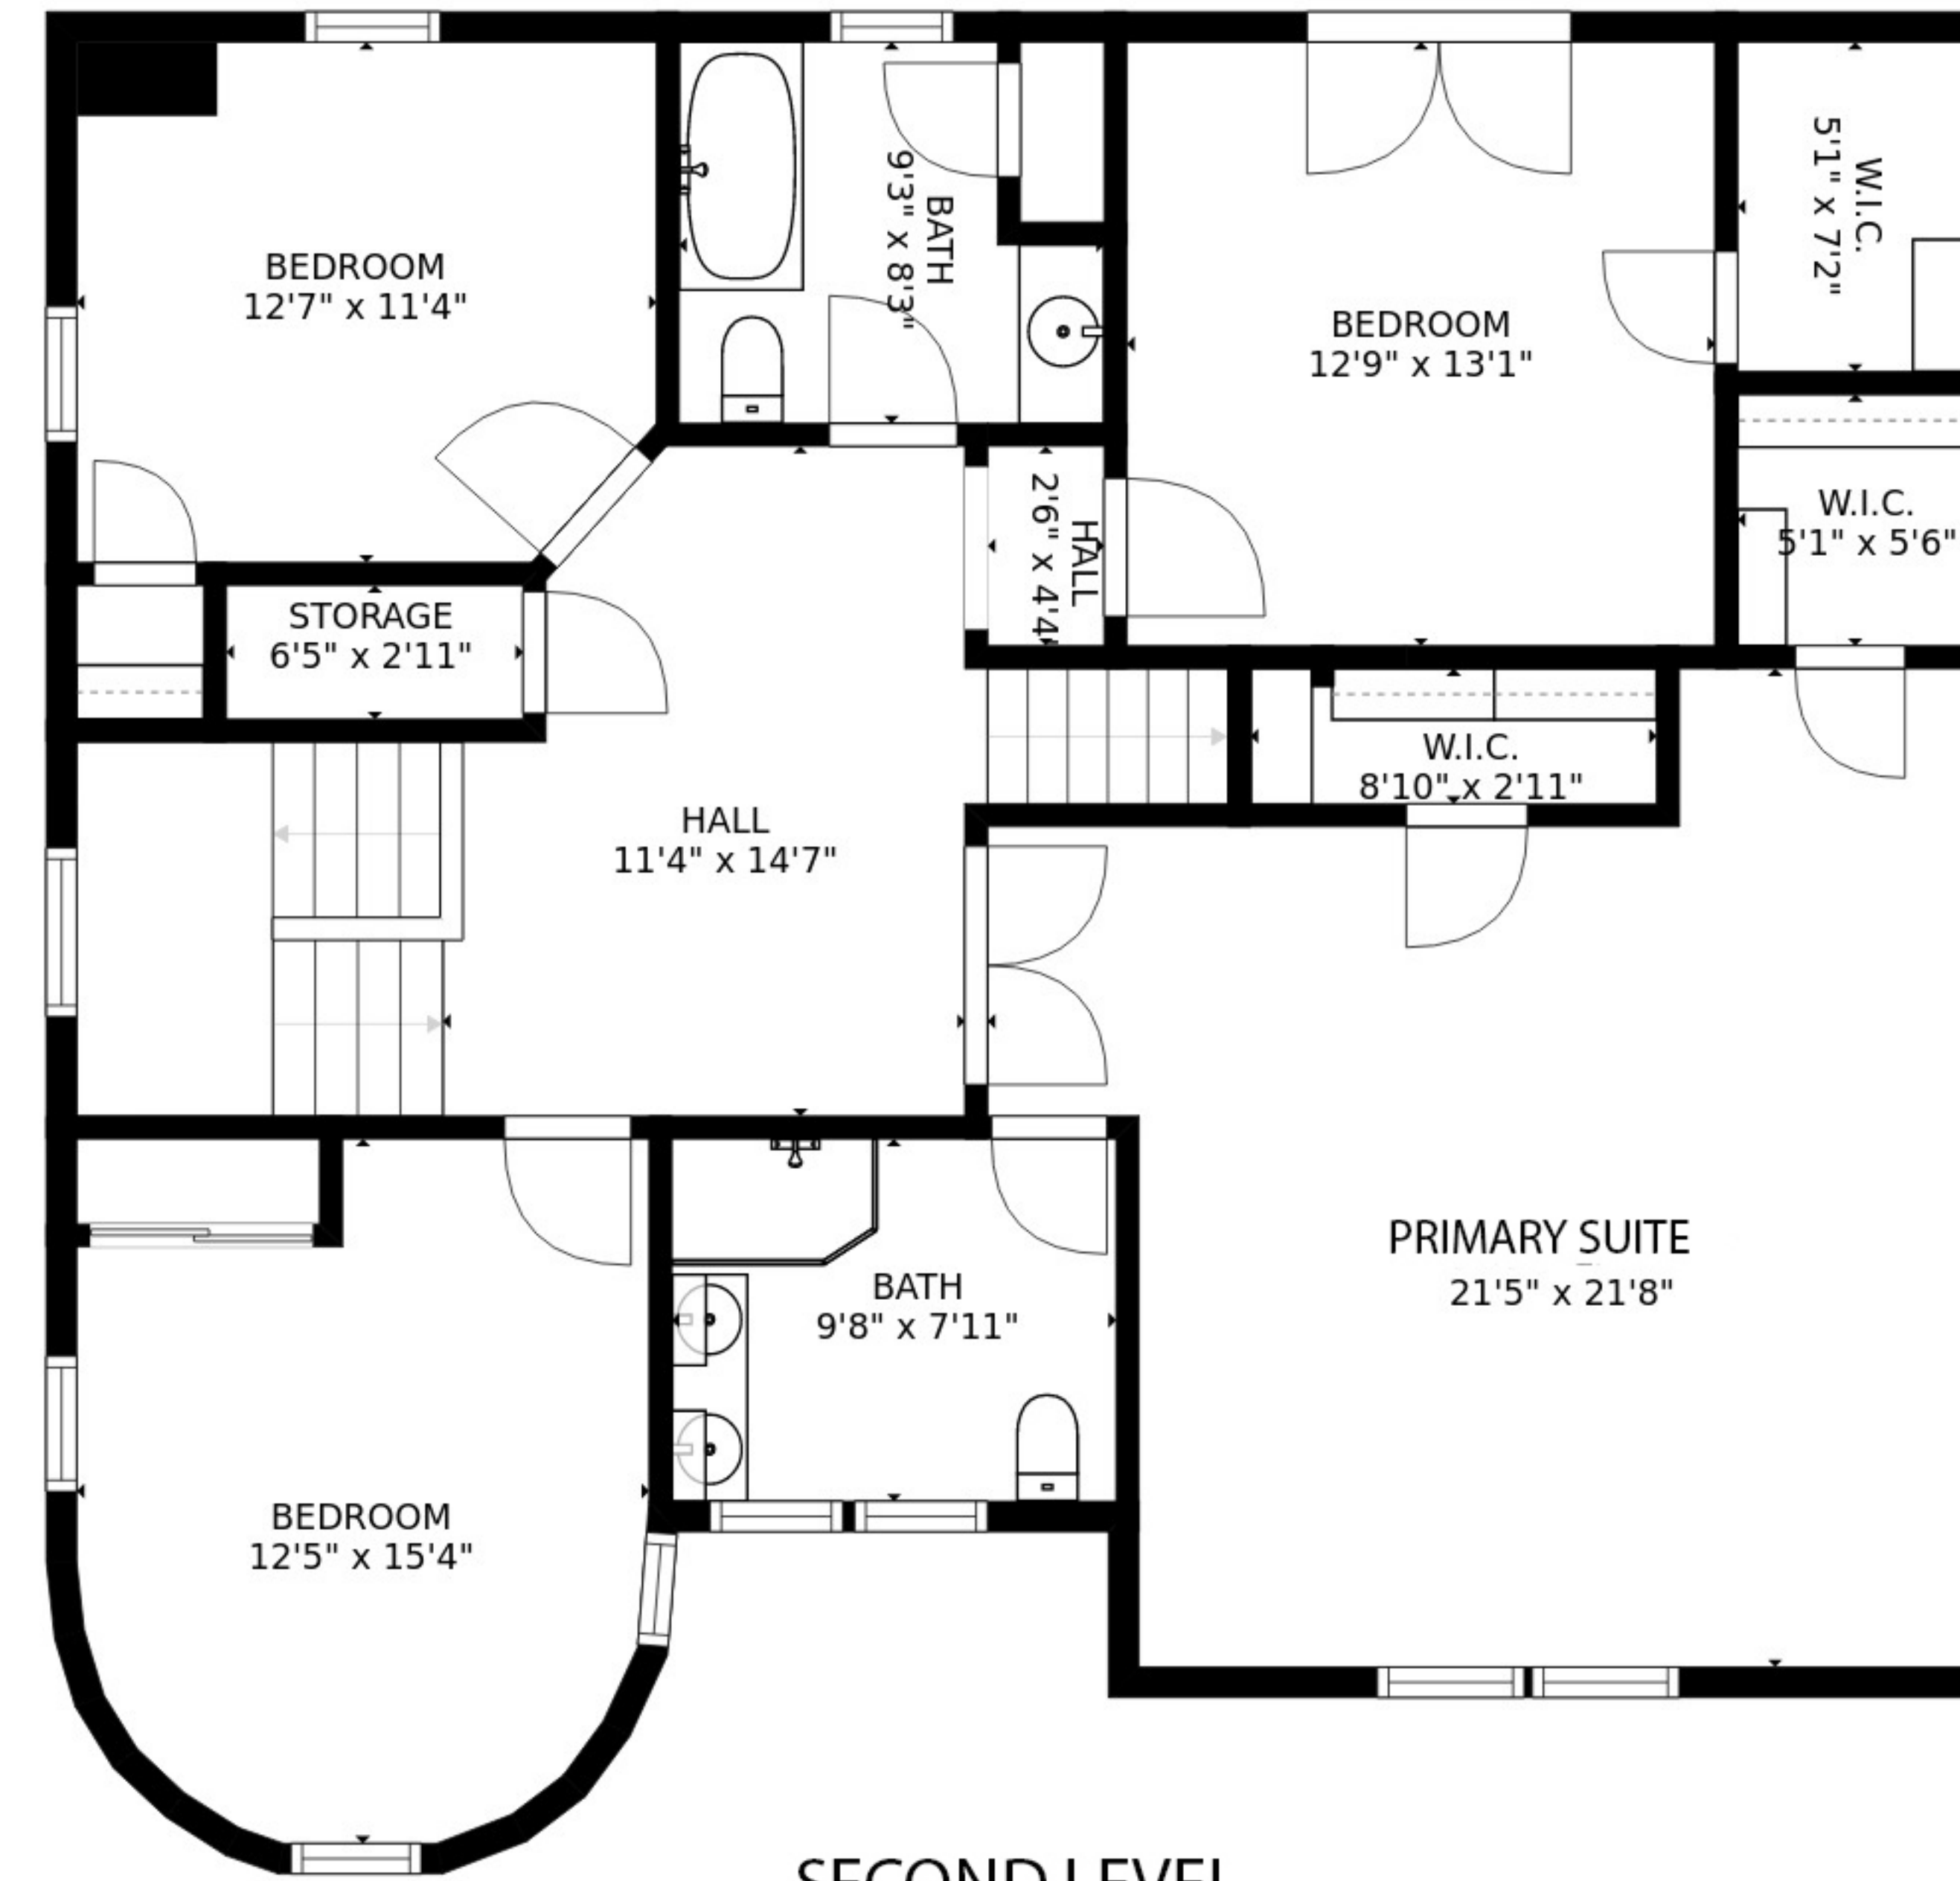 BEDROOM
12'7" x 11'4"
BATH
9'3" x 8'3"
BEDROOM
12'9" x 13'1"
W.I.C.
5'1" x 7'2"
W.I.C.
5'1" x 5'6"
HALL
2'6" x 4'4"
STORAGE
6'5" x 2'11"
W.I.C.
8'10" x 2'11"
HALL
11'4" x 14'7"
PRIMARY SUITE
21'5" x 21'8"
BATH
9'8" x 7'11"
BEDROOM
12'5" x 15'4"
SECOND LEVEL